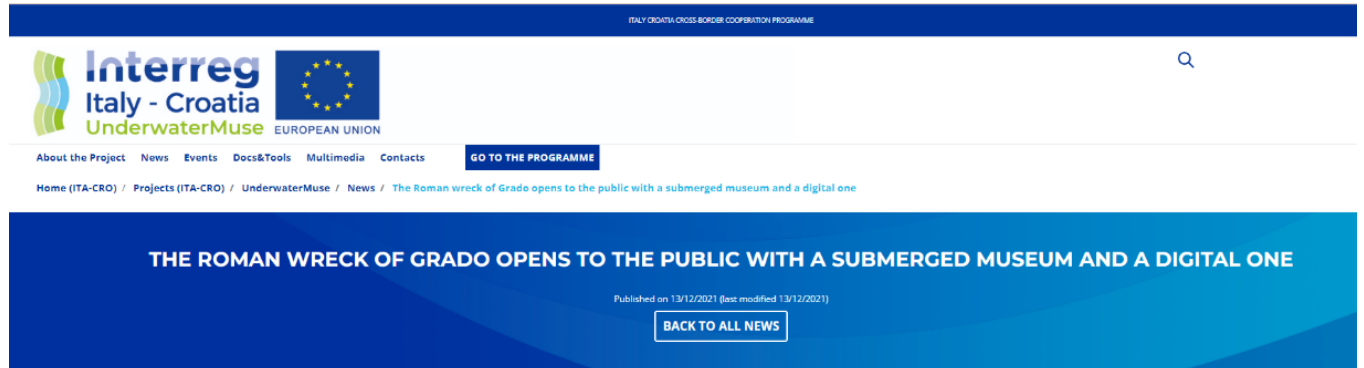 ITALY CROATIA CROSS-BORDER COOPERATION PROGRAMME
Interreg
Italy - Croatia
UnderwaterMuse
EUROPEAN UNION
About the Project News Events Docs&Tools Multimedia Contacts GO TO THE PROGRAMME
Home (ITA-CRO) / Projects (ITA-CRO) / UnderwaterMuse / News / The Roman wreck of Grado opens to the public with a submerged museum and a digital one
THE ROMAN WRECK OF GRADO OPENS TO THE PUBLIC WITH A SUBMERGED MUSEUM AND A DIGITAL ONE
Published on 13/12/2021 (last modified 13/12/2021)
BACK TO ALL NEWS